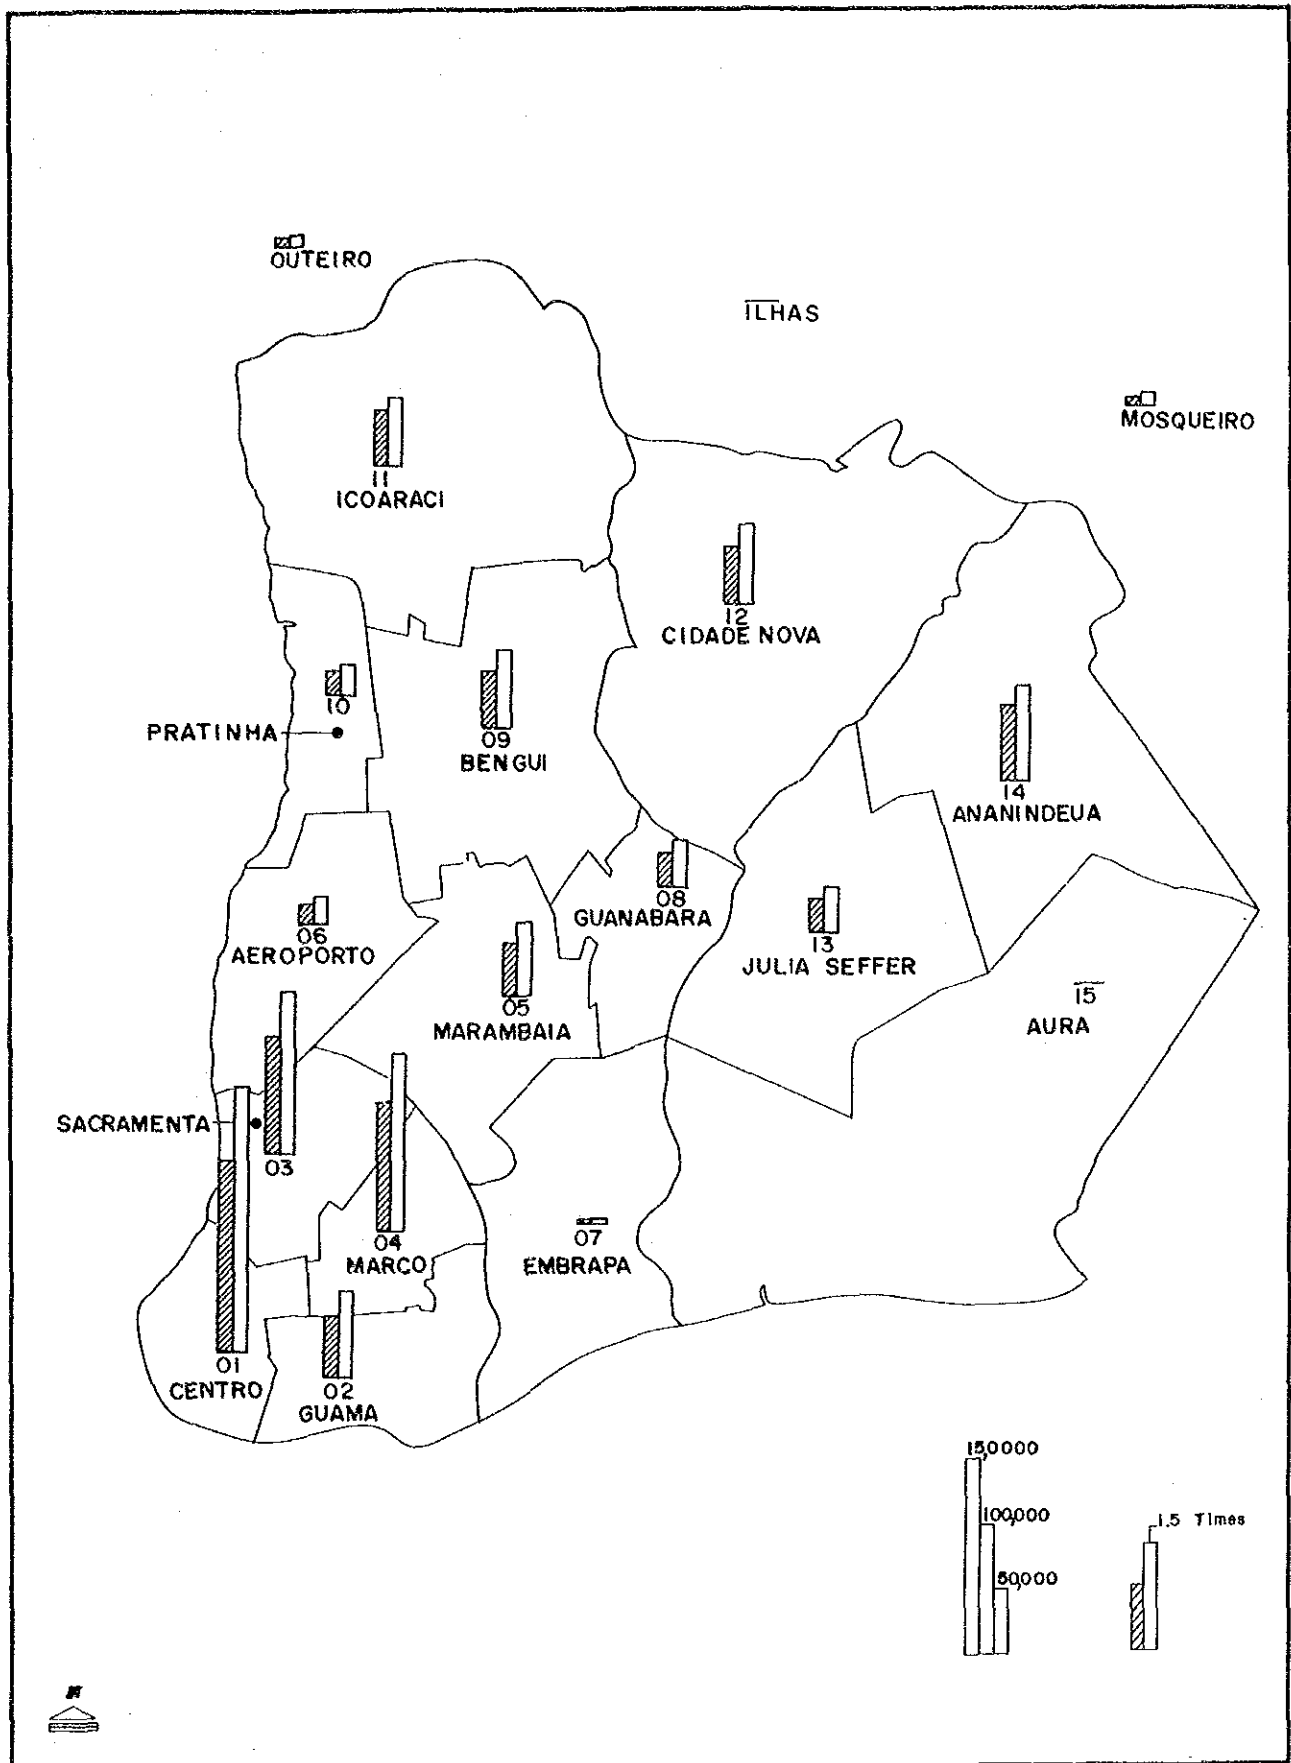 OUTEIRO
ILHAS
MOSQUEIRO
11
ICOARACI
12
CIDADE NOVA
10
PRATINHA
09
BENGUI
14
ANANINDEUA
08
GUANABARA
06
AEROPORTO
13
JULIA SEFFER
05
MARAMBAIA
15
AURA
SACRAMENTA
03
04
MARCO
07
EMBRAPA
01
CENTRO
02
GUAMA
15,0000
100,000
50,000
1.5 Times
N